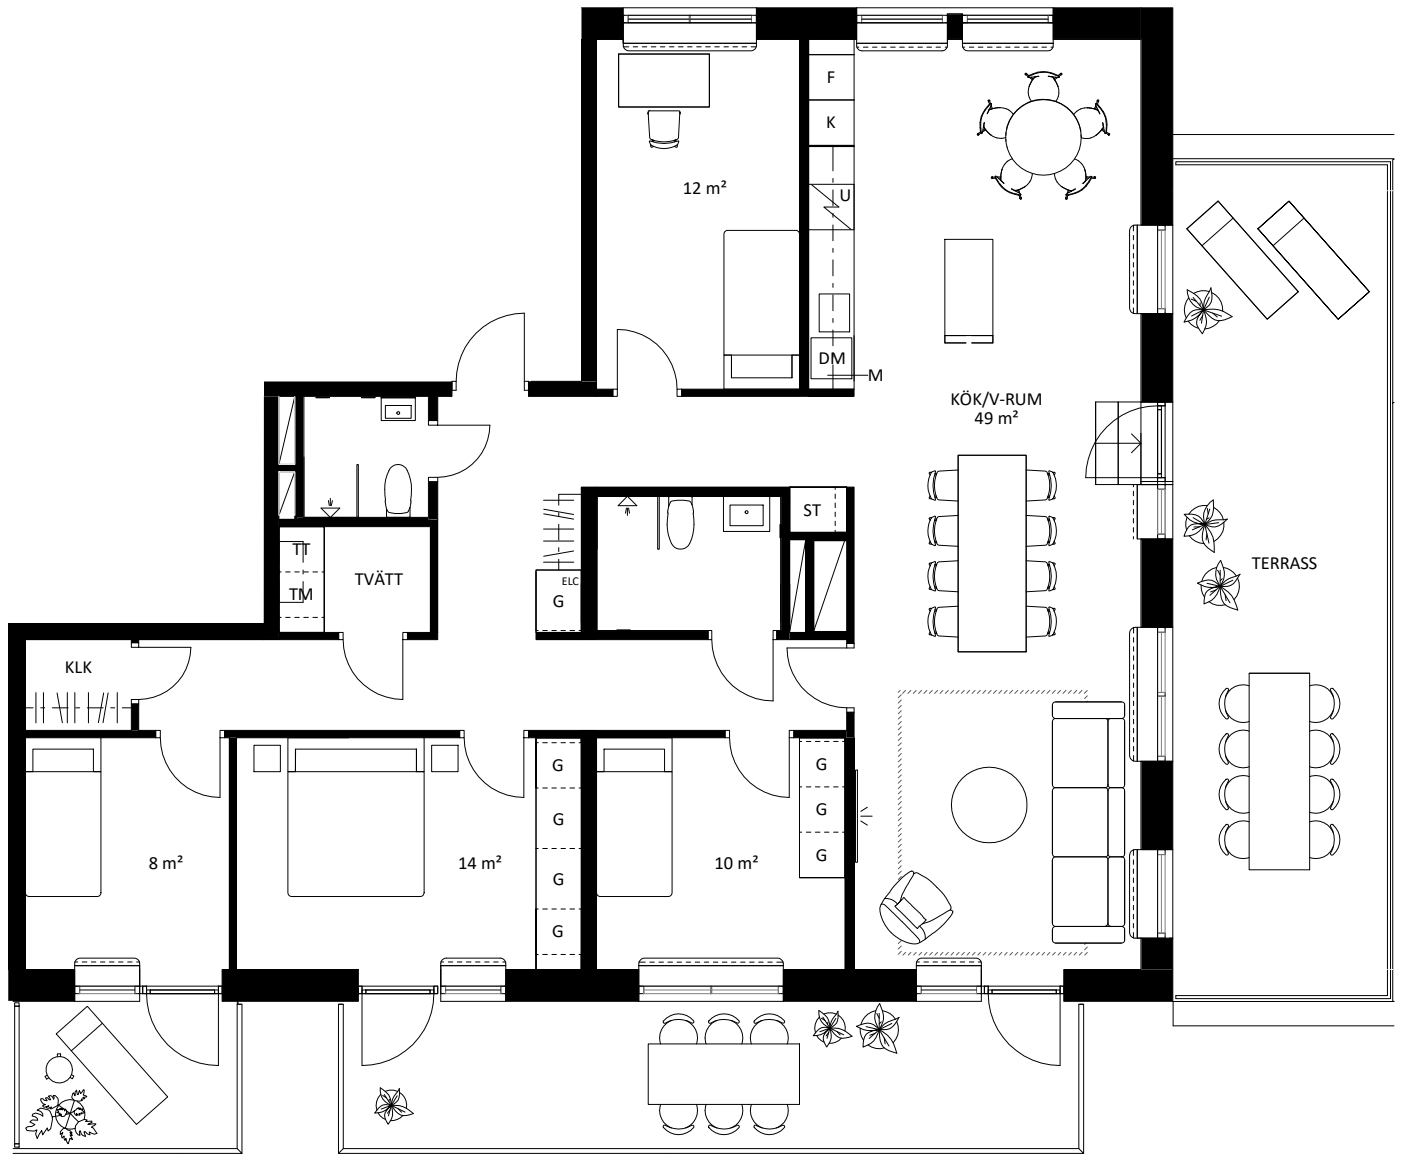 F
K
12 m²
U
DM
M
KÖK/V-RUM
49 m²
ST
TT
TVÄTT
TM
ELC
G
TERRASS
KLK
G
G
G
G
G
G
G
8 m²
14 m²
10 m²